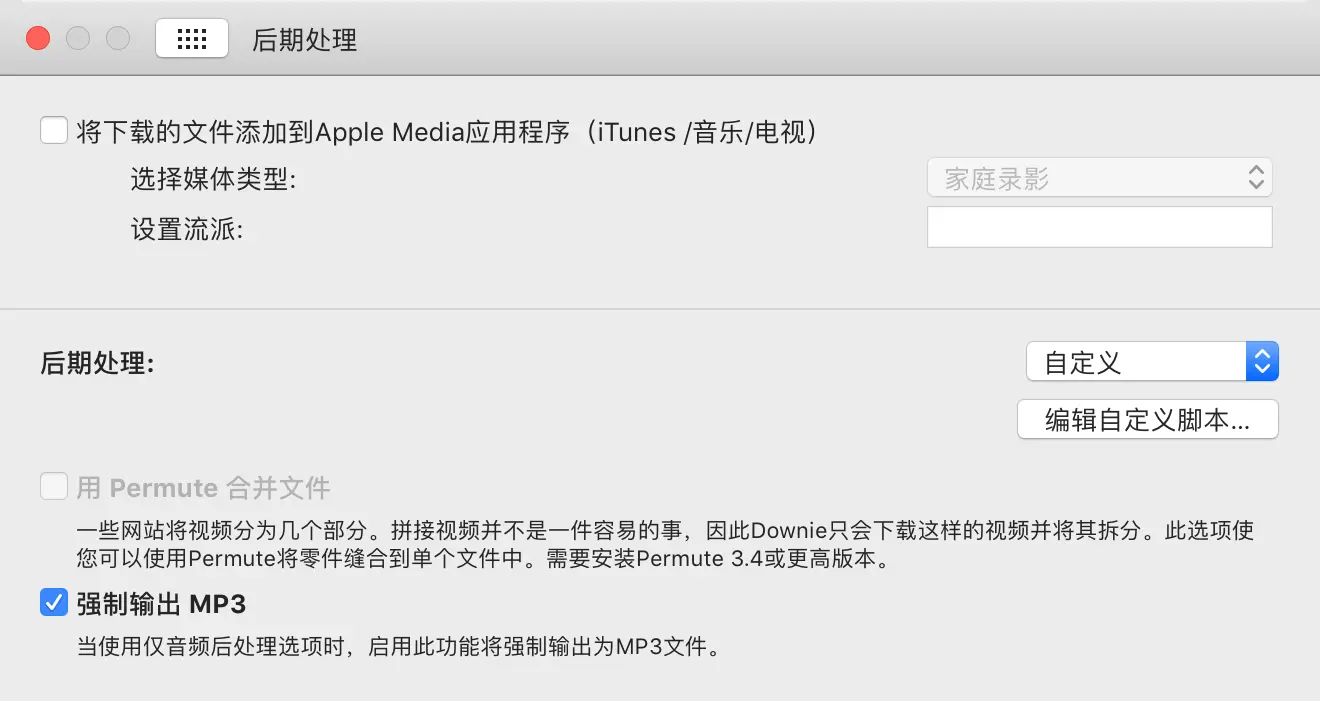 后期处理
将下载的文件添加到Apple Media应用程序（iTunes /音乐/电视）
选择媒体类型:
家庭录影
设置流派:
后期处理:
自定义
编辑自定义脚本...
用 Permute 合并文件
一些网站将视频分为几个部分。拼接视频并不是一件容易的事，因此Downie只会下载这样的视频并将其拆分。此选项使
您可以使用Permute将零件缝合到单个文件中。需要安装Permute 3.4或更高版本。
强制输出 MP3
当使用仅音频后处理选项时，启用此功能将强制输出为MP3文件。